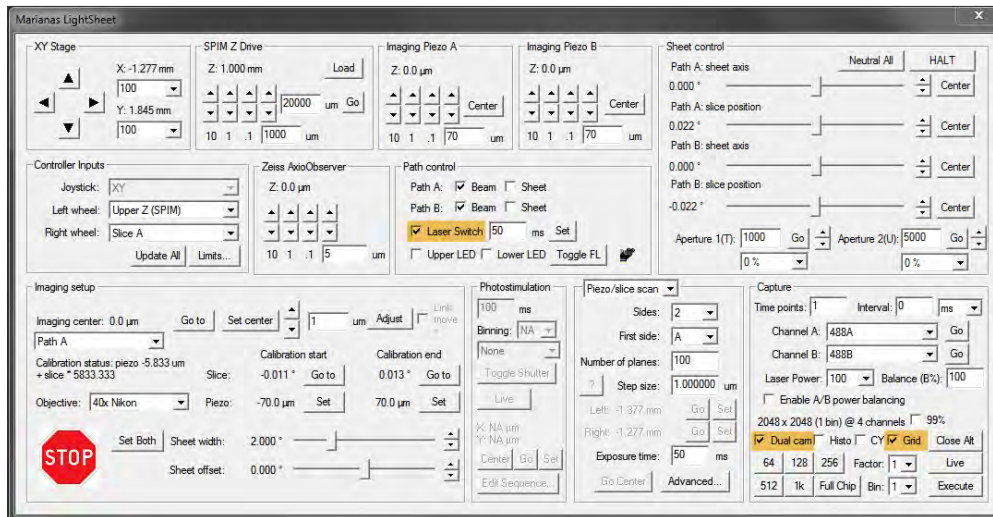 Marianas LightSheet
x
XY Stage
X: -1.277 mm
100
Y: 1.845 mm
100
SPIM Z Drive
Z: 1.000 mm
Load
20000 um Go
10 1 .1 1000 um
Imaging Piezo A
Z: 0.0 µm
Center
10 1 .1 70 um
Imaging Piezo B
Z: 0.0 µm
Center
10 1 .1 70 um
Sheet control
Neutral All HALT
Path A: sheet axis
0.000 ° Center
Path A: slice position
0.022 ° Center
Path B: sheet axis
0.000 ° Center
Path B: slice position
-0.022 ° Center
Aperture 1(T): 1000 Go Aperture 2(U): 5000 Go
0 % 0 %
Controller Inputs
Joystick: XY
Left wheel: Upper Z (SPIM)
Right wheel: Slice A
Update All Limits...
Zeiss AxioObserver
Z: 0.0 µm
10 1 .1 5 um
Path control
Path A: Beam Sheet
Path B: Beam Sheet
Laser Switch 50 ms Set
Upper LED Lower LED Toggle FL
Imaging setup
Imaging center: 0.0 µm Go to Set center 1 um Adjust Link move
Path A
Calibration status: piezo -5.833 um
+ slice * 5833.333
Calibration start Calibration end
Slice: -0.011 ° Go to 0.013 ° Go to
Objective: 40x Nikon Piezo: -70.0 µm Set 70.0 µm Set
STOP
Set Both Sheet width: 2.000 °
Sheet offset: 0.000 °
Photostimulation
100 ms
Binning: NA
None
Toggle Shutter
Live
X: NA µm
Y: NA µm
Center Go Set
Edit Sequence...
Piezo/slice scan
Sides: 2
First side: A
Number of planes: 100
? Step size: 1.000000 um
Left: -1.377 mm Go Set
Right: -1.277 mm Go Set
Exposure time: 50 ms
Go Center Advanced...
Capture
Time points: 1 Interval: 0 ms
Channel A: 488A Go
Channel B: 488B Go
Laser Power: 100 Balance (B%): 100
Enable A/B power balancing
2048 x 2048 (1 bin) @ 4 channels 99%
Dual cam Histo CY Grid Close Alt
64 128 256 Factor: 1 Live
512 1k Full Chip Bin: 1 Execute